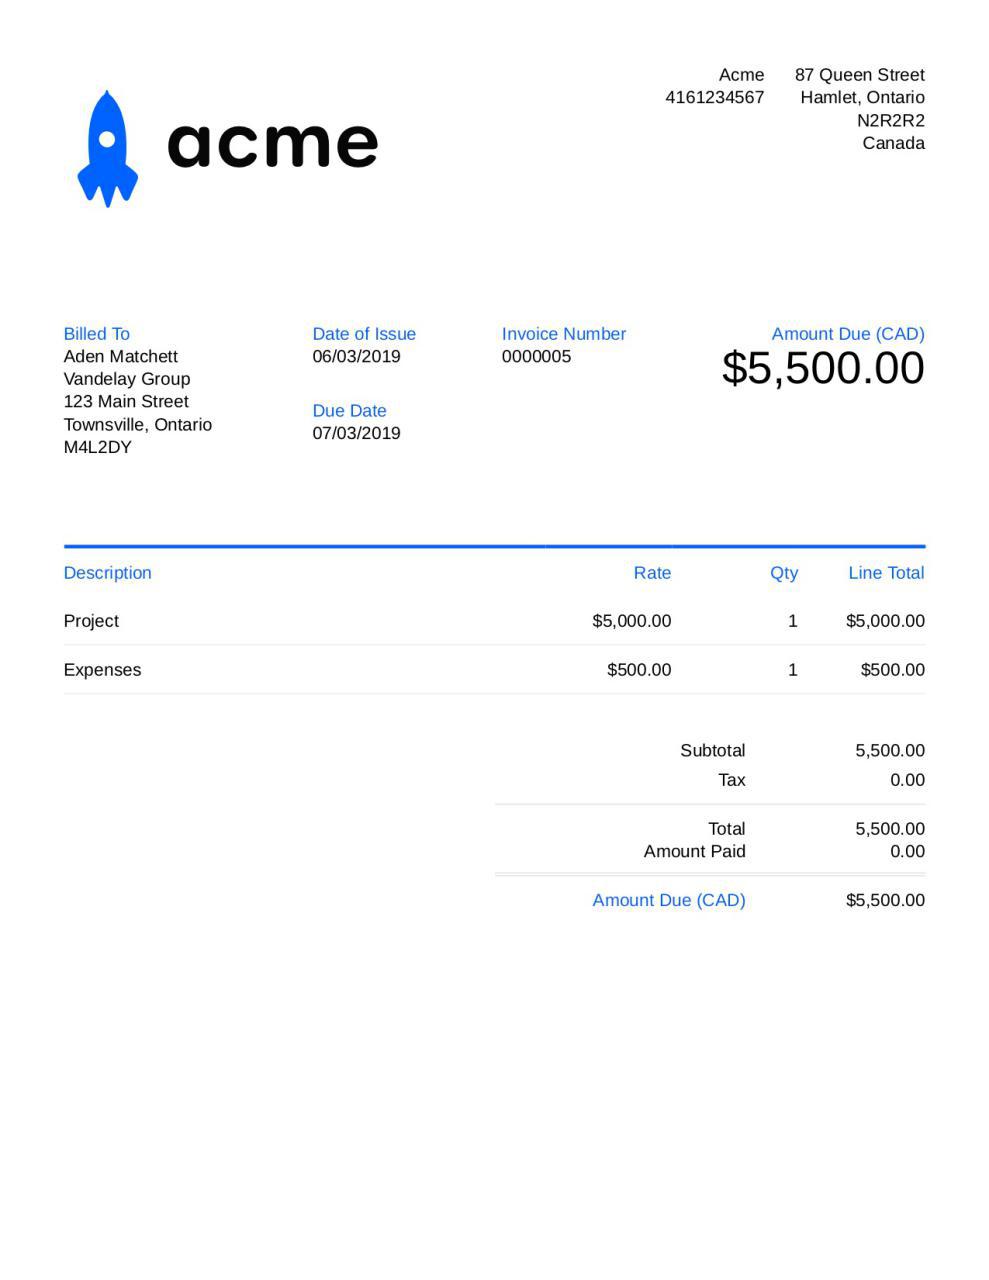 acme
Acme
4161234567
87 Queen Street
Hamlet, Ontario
N2R2R2
Canada
Billed To
Aden Matchett
Vandelay Group
123 Main Street
Townsville, Ontario
M4L2DY
Date of Issue
06/03/2019
Due Date
07/03/2019
Invoice Number
0000005
Amount Due (CAD)
$5,500.00
Description Rate Qty Line Total
Project $5,000.00 1 $5,000.00
Expenses $500.00 1 $500.00
Subtotal 5,500.00
Tax 0.00
Total 5,500.00
Amount Paid 0.00
Amount Due (CAD) $5,500.00